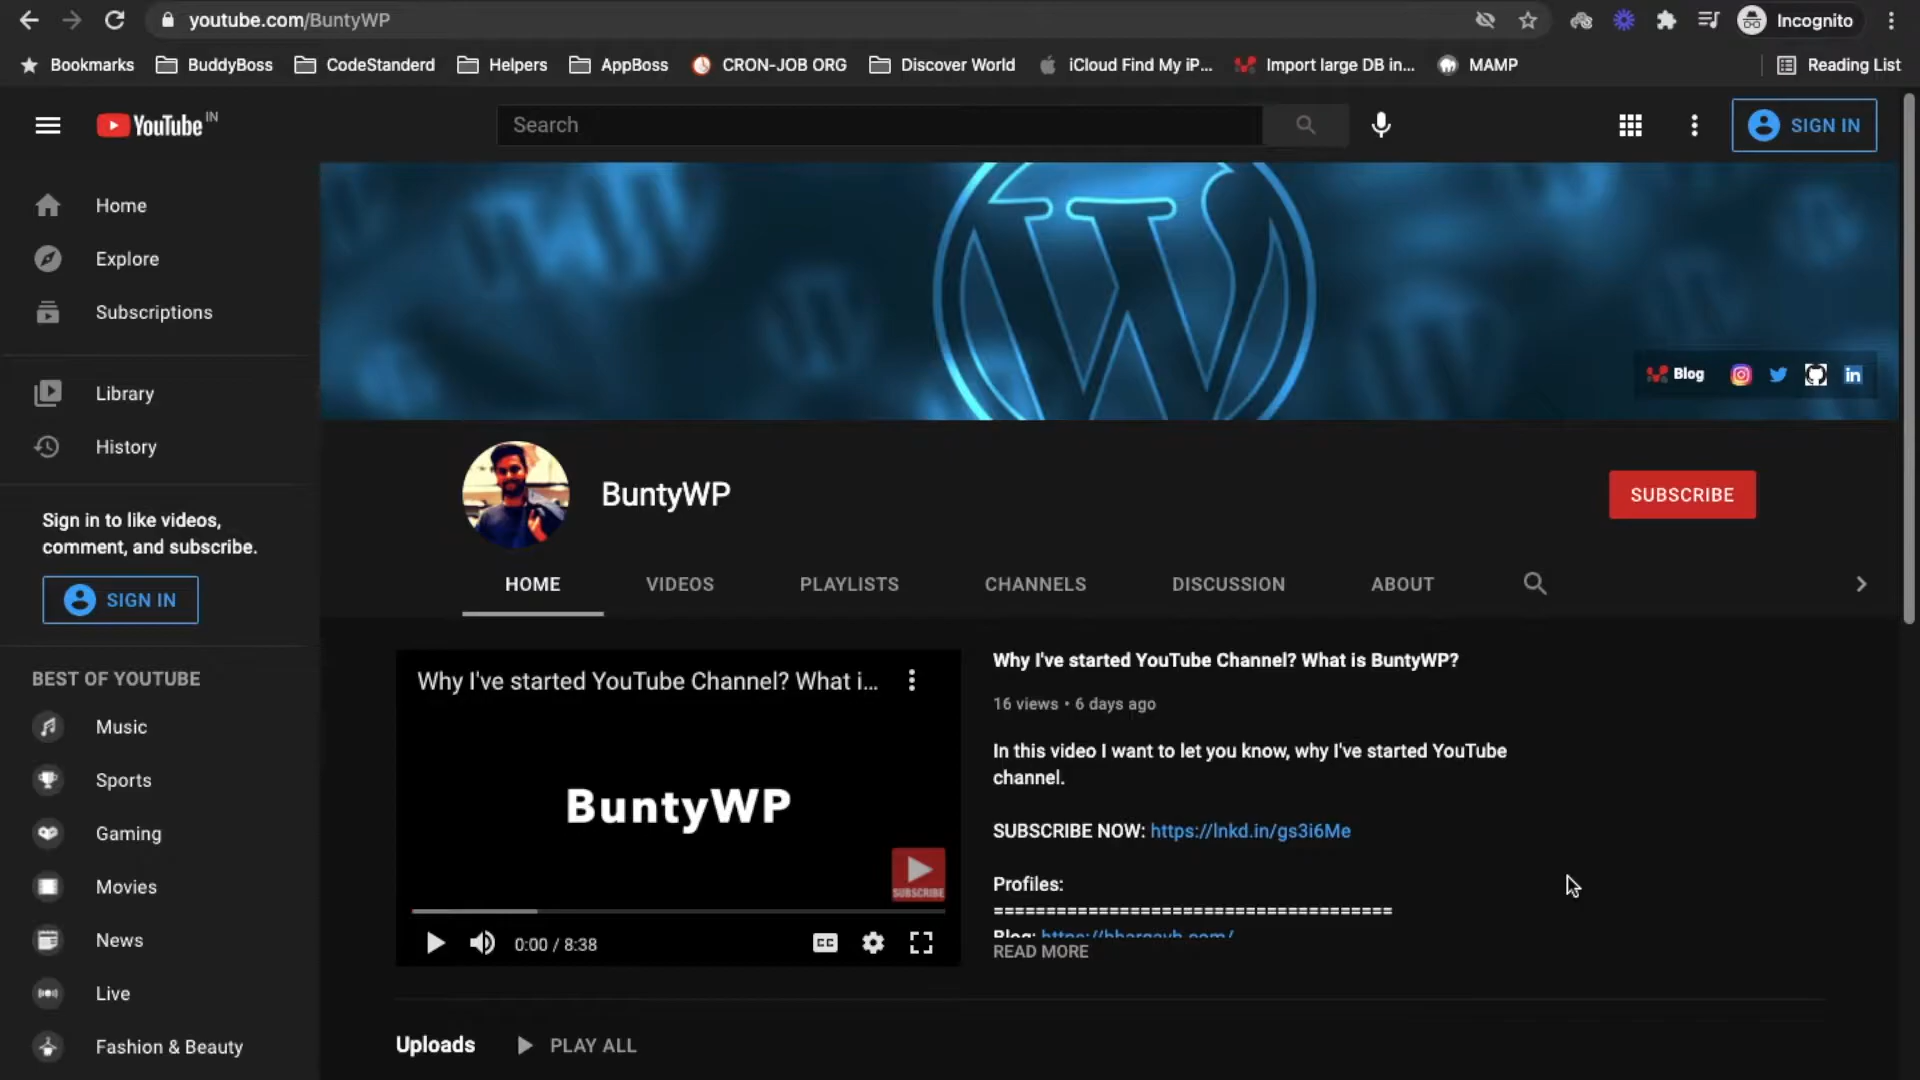 youtube.com/BuntyWP
Incognito
Bookmarks
BuddyBoss
CodeStanderd
Helpers
AppBoss
CRON-JOB ORG
Discover World
iCloud Find My iP...
Import large DB in...
MAMP
Reading List
YouTube IN
Search
SIGN IN
Home
Explore
Subscriptions
Library
History
Sign in to like videos,
comment, and subscribe.
SIGN IN
BEST OF YOUTUBE
Music
Sports
Gaming
Movies
News
Live
Fashion & Beauty
Blog
BuntyWP
SUBSCRIBE
HOME
VIDEOS
PLAYLISTS
CHANNELS
DISCUSSION
ABOUT
Why I've started YouTube Channel? What i...
BuntyWP
SUBSCRIBE
0:00 / 8:38
CC
Why I've started YouTube Channel? What is BuntyWP?
16 views • 6 days ago
In this video I want to let you know, why I've started YouTube
channel.
SUBSCRIBE NOW: https://lnkd.in/gs3i6Me
Profiles:
======================================
Blog: https://bhargavb.com/
READ MORE
Uploads
PLAY ALL